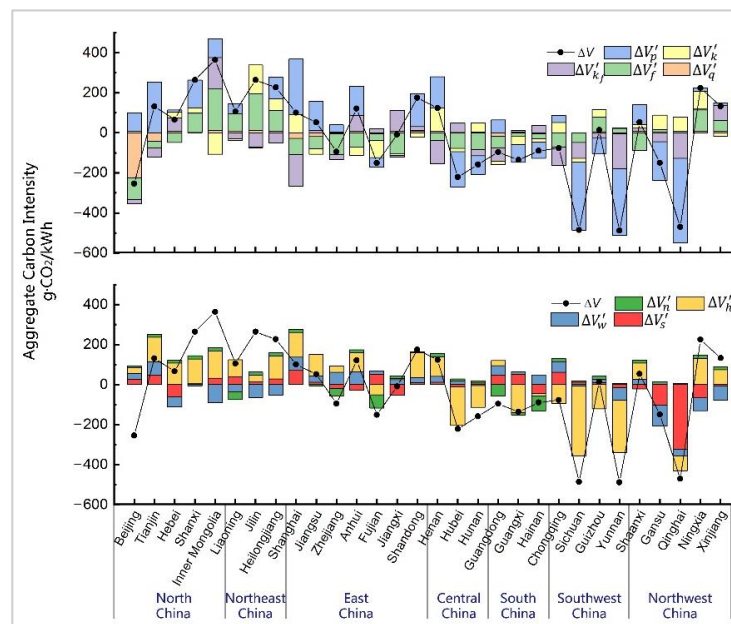 Aggregate Carbon Intensity
g·CO₂/kWh
400
200
0
−200
−400
−600
ΔV ΔV′p ΔV′k
ΔV′kf ΔV′f ΔV′q
400
200
0
−200
−400
−600
ΔV ΔV′n ΔV′h
ΔV′w ΔV′s
Beijing
Tianjin
Hebei
Shanxi
Inner Mongolia
Liaoning
Jilin
Heilongjiang
Shanghai
Jiangsu
Zhejiang
Anhui
Fujian
Jiangxi
Shandong
Henan
Hubei
Hunan
Guangdong
Guangxi
Hainan
Chongqing
Sichuan
Guizhou
Yunnan
Shaanxi
Gansu
Qinghai
Ningxia
Xinjiang
North
China
Northeast
China
East
China
Central
China
South
China
Southwest
China
Northwest
China